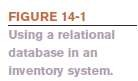 FIGURE 14-1
Using a relational
database in an
inventory system.